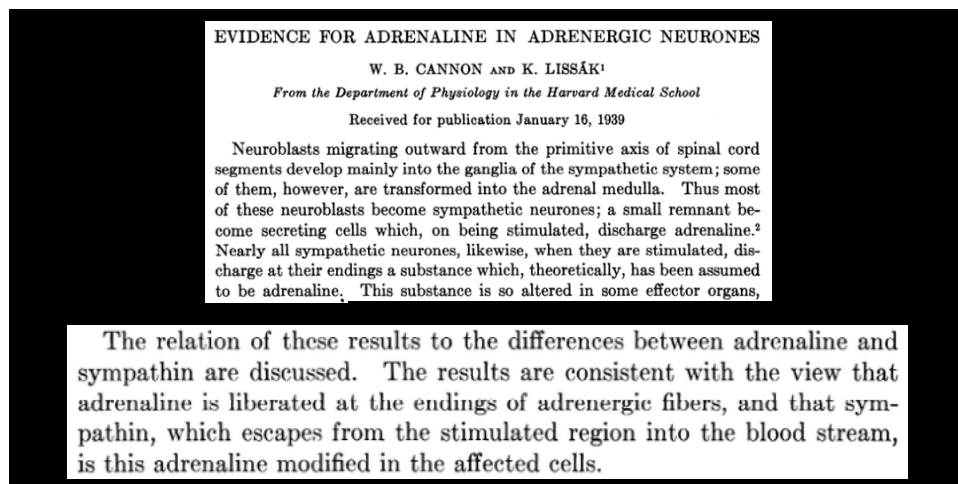 EVIDENCE FOR ADRENALINE IN ADRENERGIC NEURONES
W. B. CANNON AND K. LISSÁK¹
From the Department of Physiology in the Harvard Medical School
Received for publication January 16, 1939
Neuroblasts migrating outward from the primitive axis of spinal cord
segments develop mainly into the ganglia of the sympathetic system; some
of them, however, are transformed into the adrenal medulla. Thus most
of these neuroblasts become sympathetic neurones; a small remnant be-
come secreting cells which, on being stimulated, discharge adrenaline.²
Nearly all sympathetic neurones, likewise, when they are stimulated, dis-
charge at their endings a substance which, theoretically, has been assumed
to be adrenaline. This substance is so altered in some effector organs,
The relation of these results to the differences between adrenaline and
sympathin are discussed. The results are consistent with the view that
adrenaline is liberated at the endings of adrenergic fibers, and that sym-
pathin, which escapes from the stimulated region into the blood stream,
is this adrenaline modified in the affected cells.